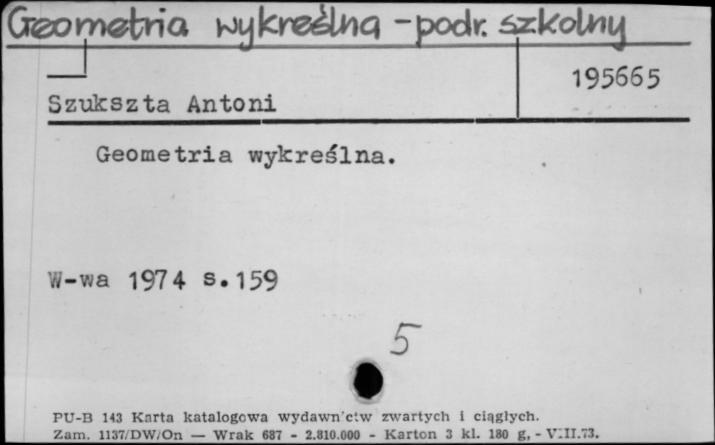 Geometria wykreślna - podr. szkolny
195665
Szukszta Antoni
Geometria wykreślna.
W-wa 1974 s.159
5
PU-B 143 Karta katalogowa wydawnictw zwartych i ciągłych.
Zam. 1137/DW/On — Wrak 687 - 2.810.000 - Karton 3 kl. 180 g, - VIII.73.